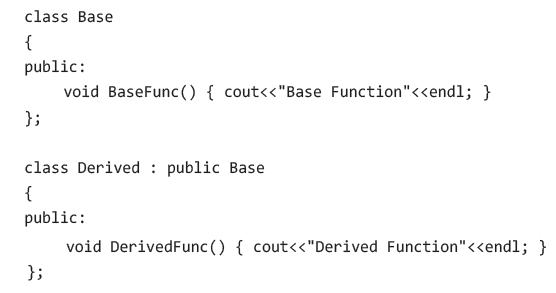 class Base
{
public:
void BaseFunc() { cout<<"Base Function"<<endl; }
};
class Derived : public Base
{
public:
void DerivedFunc() { cout<<"Derived Function"<<endl; }
};